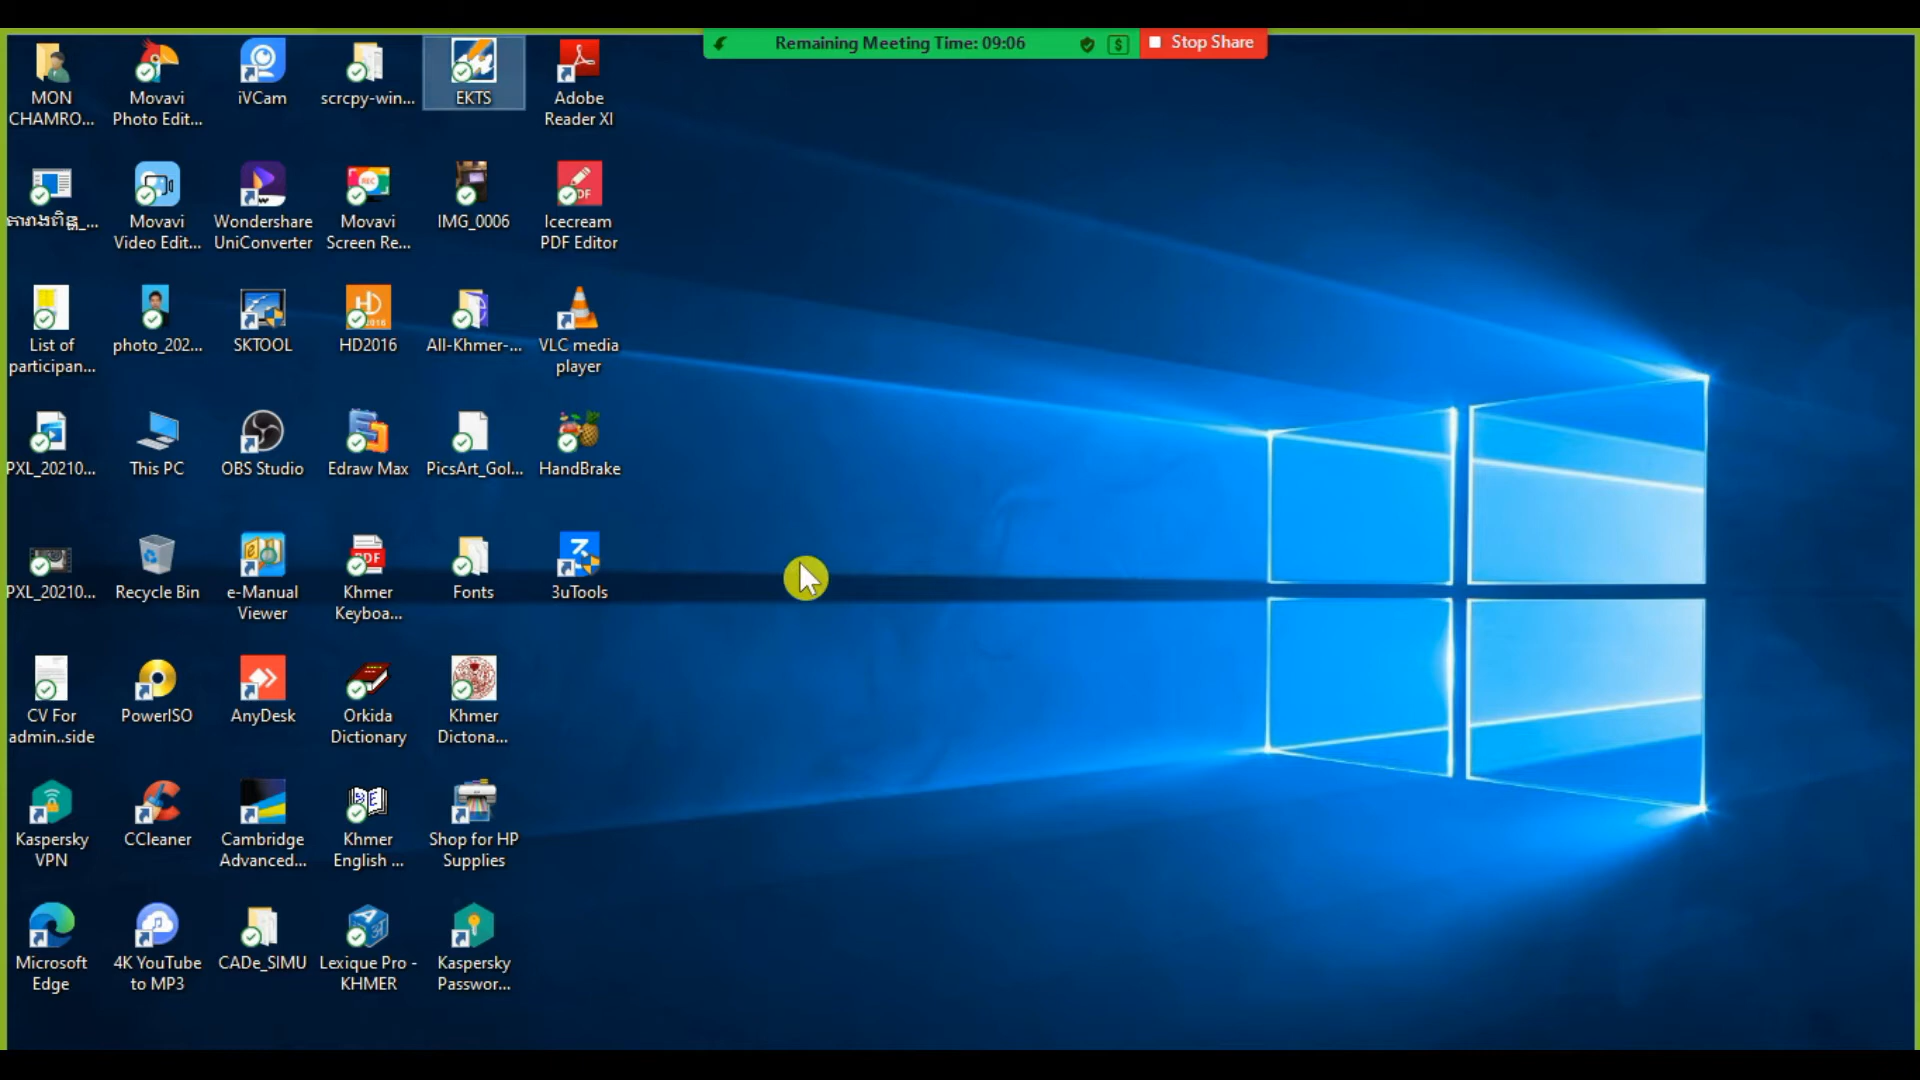 Remaining Meeting Time: 09:06
Stop Share
MON
CHAMRO...
Movavi
Photo Edit...
iVCam
scrcpy-win...
EKTS
Adobe
Reader XI
Movavi
Video Edit...
Wondershare
UniConverter
Movavi
Screen Re...
IMG_0006
Icecream
PDF Editor
List of
participan...
photo_202...
SKTOOL
HD2016
All-Khmer-...
VLC media
player
PXL_20210...
This PC
OBS Studio
Edraw Max
PicsArt_Gol...
HandBrake
PXL_20210...
Recycle Bin
e-Manual
Viewer
Khmer
Keyboa...
Fonts
3uTools
CV For
admin..side
PowerISO
AnyDesk
Orkida
Dictionary
Khmer
Dictona...
Kaspersky
VPN
CCleaner
Cambridge
Advanced...
Khmer
English ...
Shop for HP
Supplies
Microsoft
Edge
4K YouTube
to MP3
CADe_SIMU
Lexique Pro -
KHMER
Kaspersky
Passwor...